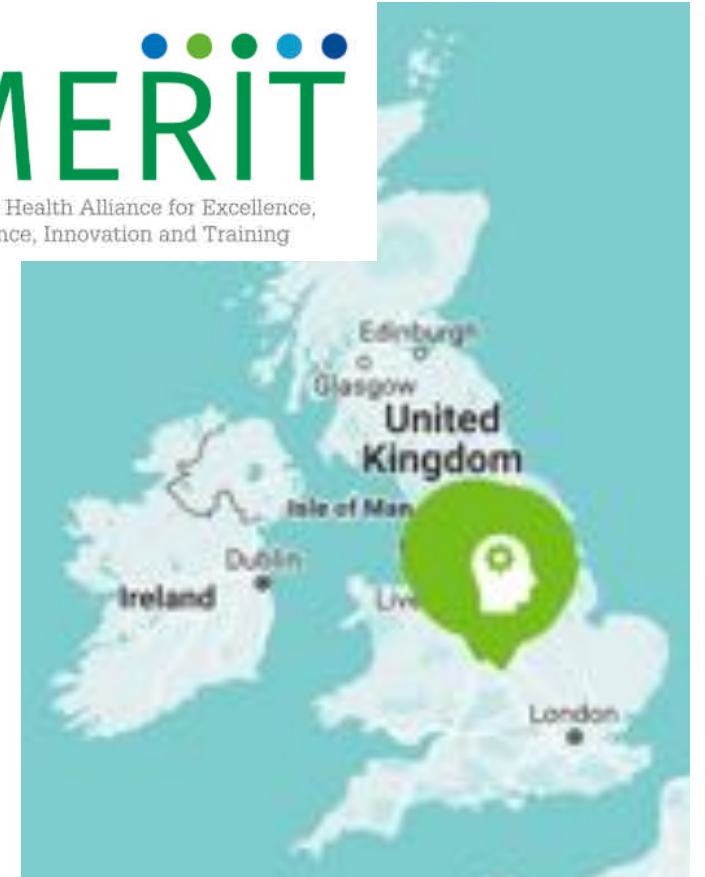 MERIT
Health Alliance for Excellence,
nce, Innovation and Training
Edinburgh
Glasgow
United
Kingdom
Isle of Man
Dublin
Ireland
Live
London